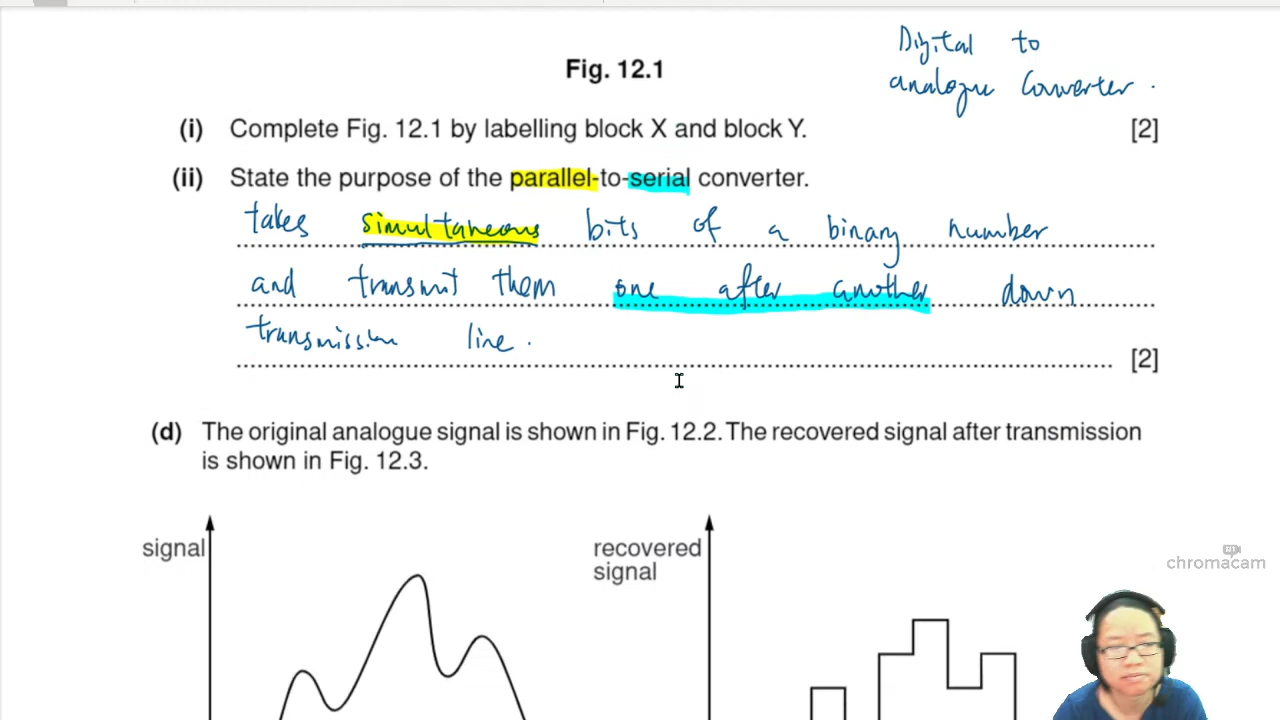 Digital to
analogue converter.
Fig. 12.1
(i) Complete Fig. 12.1 by labelling block X and block Y. [2]
(ii) State the purpose of the parallel-to-serial converter.
takes simultaneous bits of a binary number
and transmit them one after another down
transmission line. [2]
(d) The original analogue signal is shown in Fig. 12.2. The recovered signal after transmission
is shown in Fig. 12.3.
signal
recovered
signal
chromacam